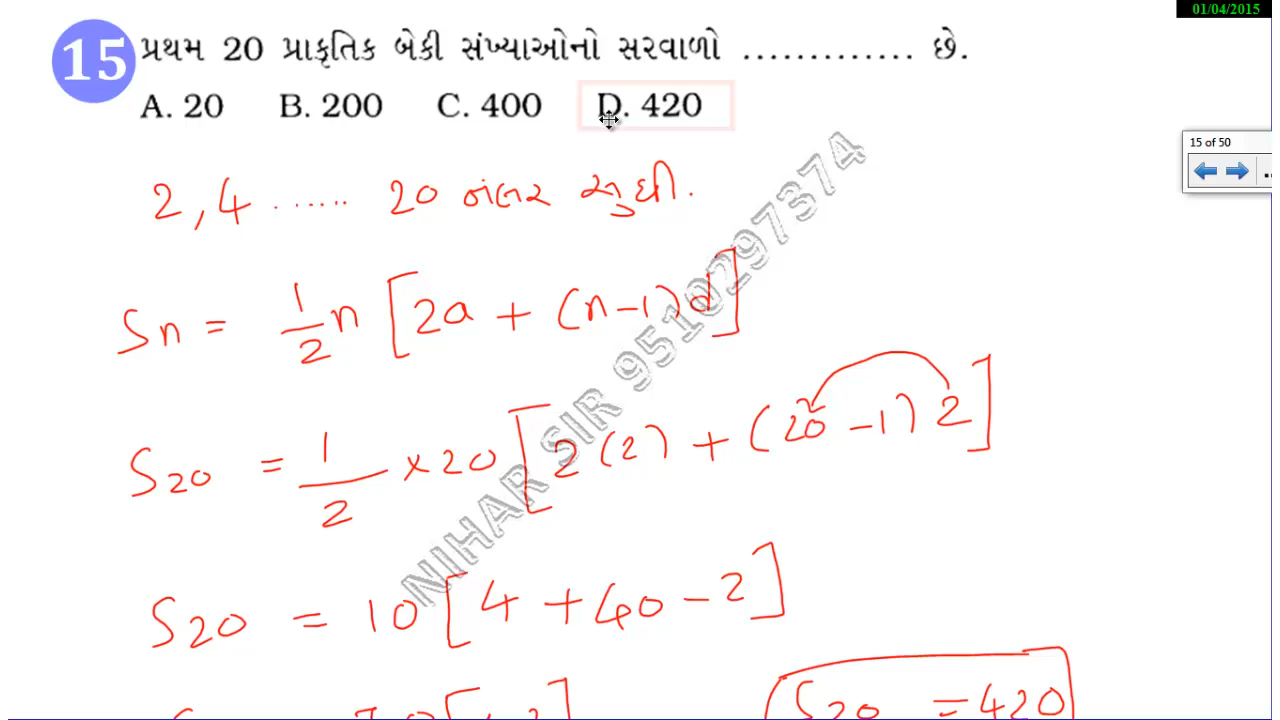 01/04/2015
15 પ્રથમ 20 પ્રાકૃતિક બેકી સંખ્યાઓનો સરવાળો ............. છે.
A. 20 B. 200 C. 400 D. 420
15 of 50
2, 4 ...... 20 નંબર સુધી.
Sn = 1/2 n [2a + (n-1)d]
S20 = 1/2 × 20 [2(2) + (20-1)2]
S20 = 10 [4 + 40 - 2]
S20 = 420
NIHAR SIR 9510297374